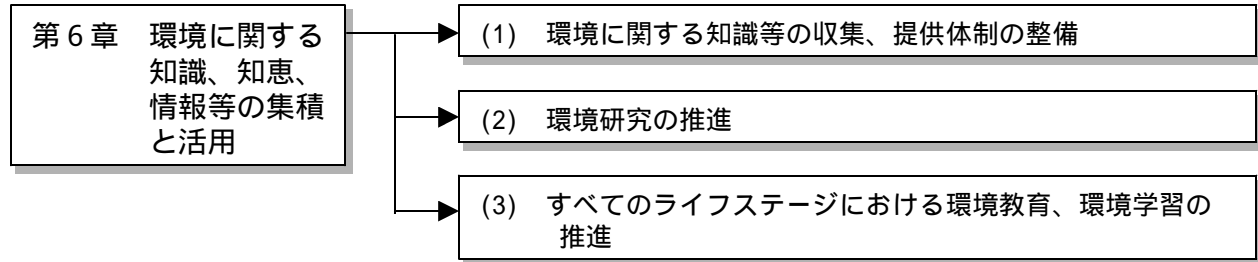 第６章　環境に関する
知識、知恵、
情報等の集積
と活用
(1)　環境に関する知識等の収集、提供体制の整備
(2)　環境研究の推進
(3)　すべてのライフステージにおける環境教育、環境学習の
推進